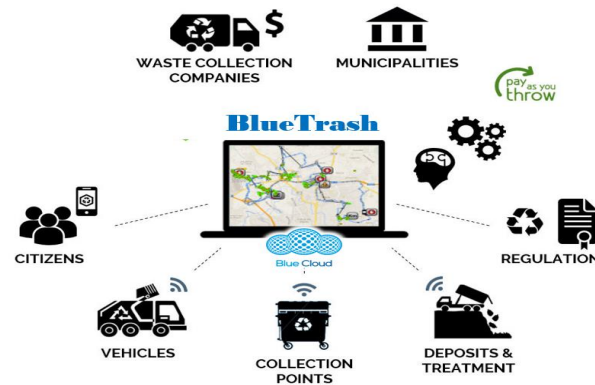 WASTE COLLECTION
COMPANIES
MUNICIPALITIES
pay as you
throw
BlueTrash
Blue Cloud
CITIZENS
REGULATION
VEHICLES
COLLECTION
POINTS
DEPOSITS &
TREATMENT